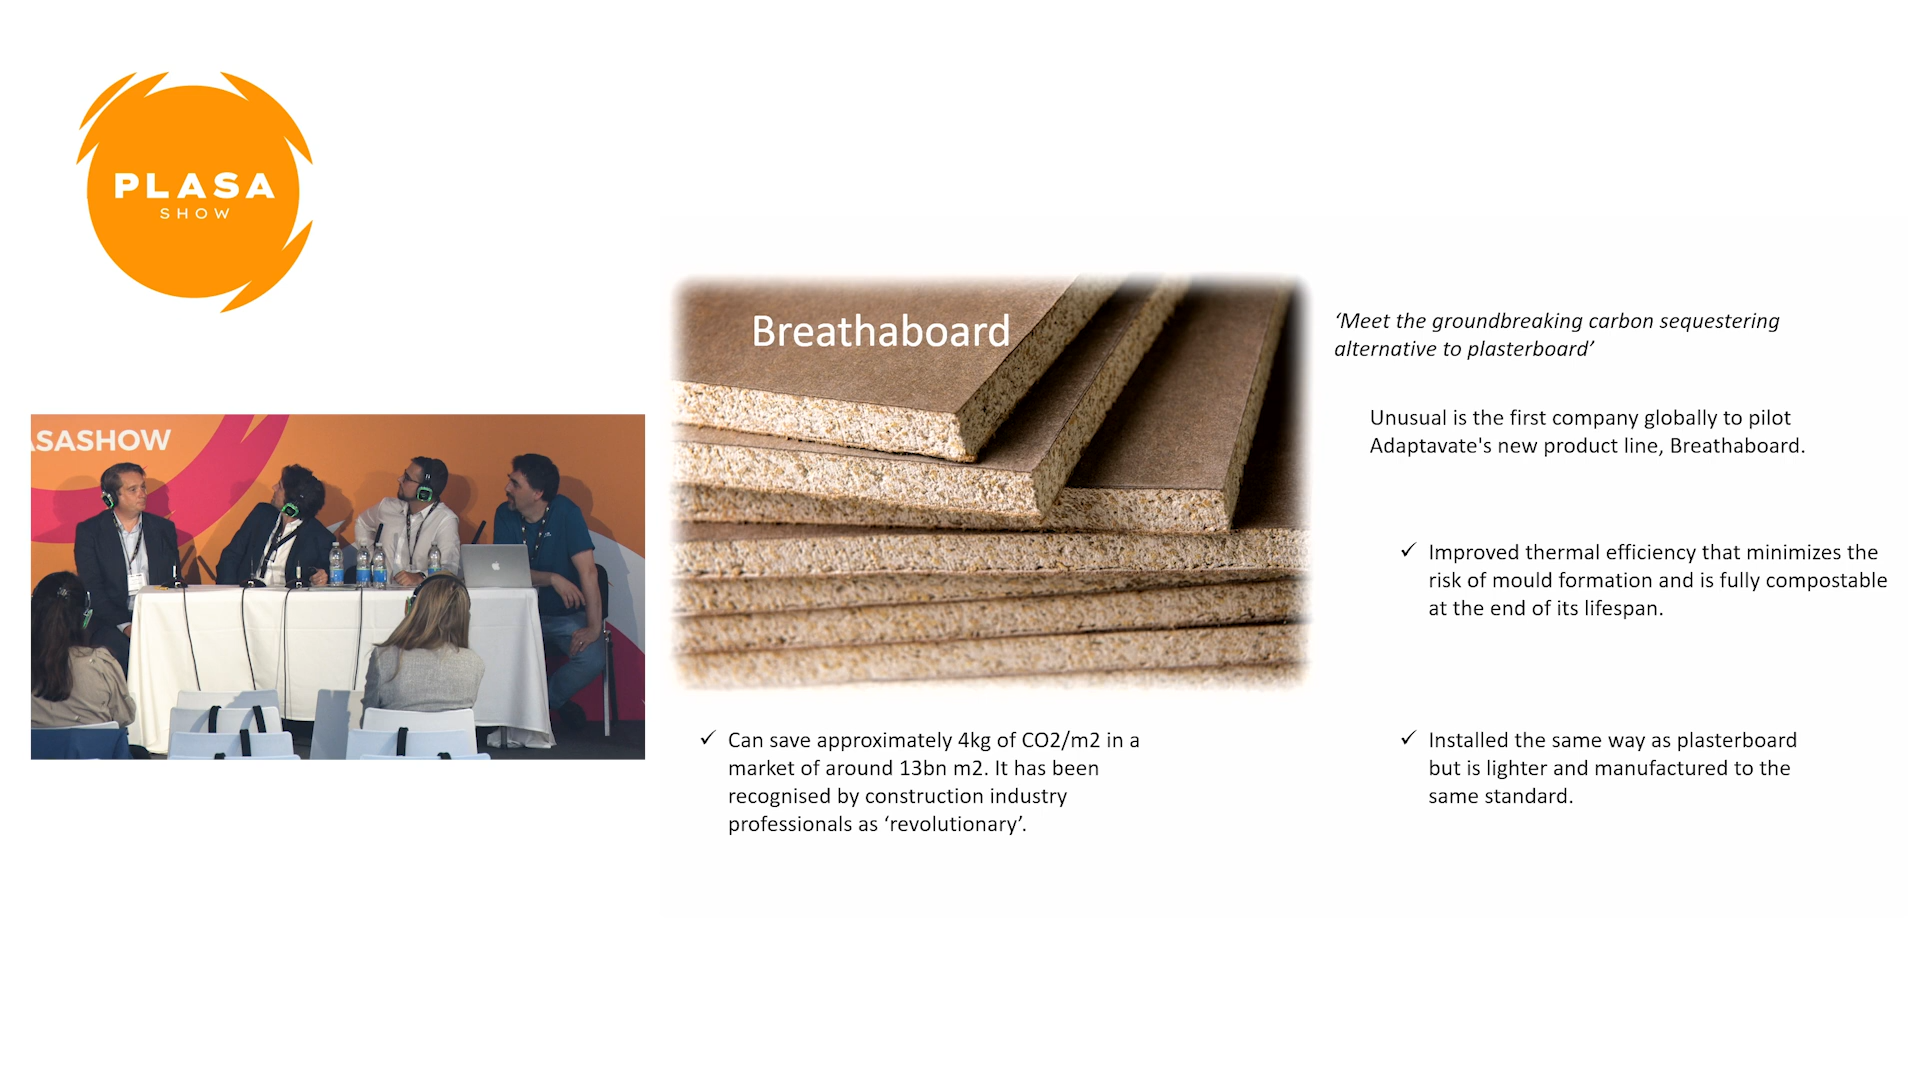 PLASA
SHOW
ASASHOW
Breathaboard
‘Meet the groundbreaking carbon sequestering
alternative to plasterboard’
Unusual is the first company globally to pilot
Adaptavate's new product line, Breathaboard.
✓ Improved thermal efficiency that minimizes the
risk of mould formation and is fully compostable
at the end of its lifespan.
✓ Can save approximately 4kg of CO2/m2 in a
market of around 13bn m2. It has been
recognised by construction industry
professionals as ‘revolutionary’.
✓ Installed the same way as plasterboard
but is lighter and manufactured to the
same standard.